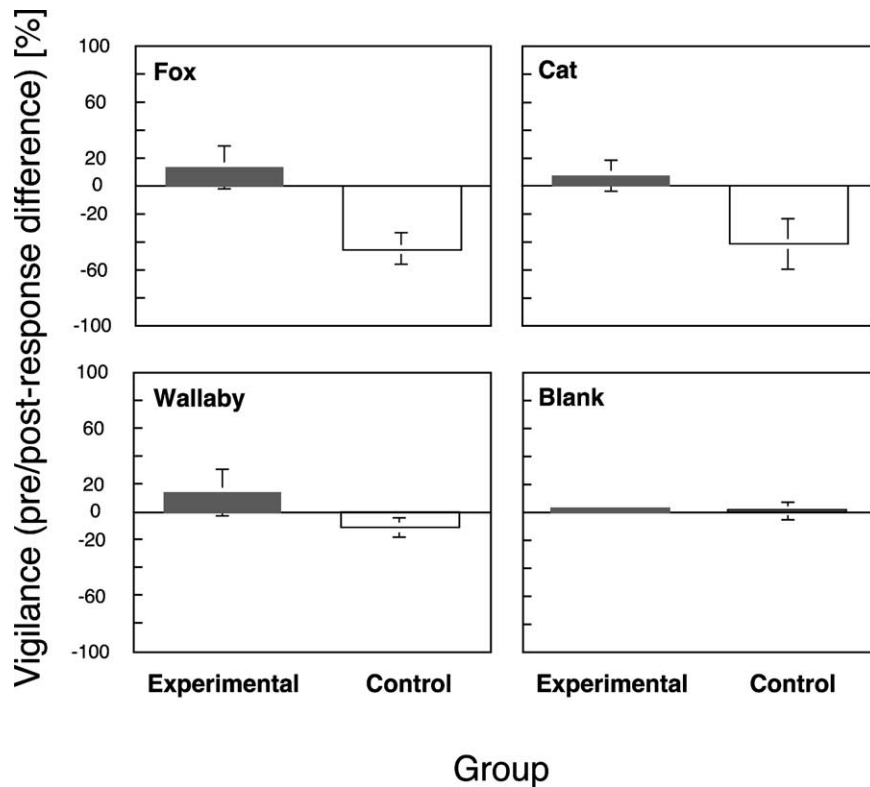 Vigilance (pre/post-response difference) [%]
100
60
20
0
-20
-60
-100
Fox
Cat
100
60
20
0
-20
-60
-100
Wallaby
Blank
Experimental Control Experimental Control
Group